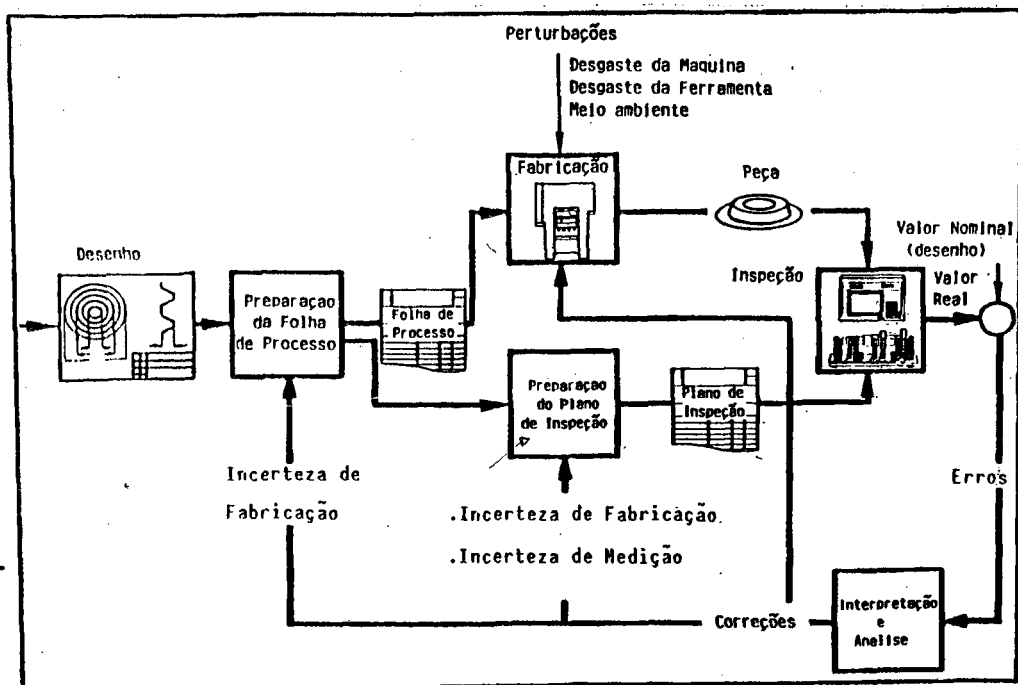 Perturbações
Desgaste da Maquina
Desgaste da Ferramenta
Meio ambiente
Fabricação
Peça
Valor Nominal
(desenho)
Desenho
Inspeção
Valor
Real
Preparaçao
da Folha
de Processo
Folha de
Processo
Preparaçao
do Plano
de Inspeção
Plano de
Inspeção
Incerteza de
Fabricação
.Incerteza de Fabricação
.Incerteza de Medição
Erros
Correções
Interpretação
e
Analise